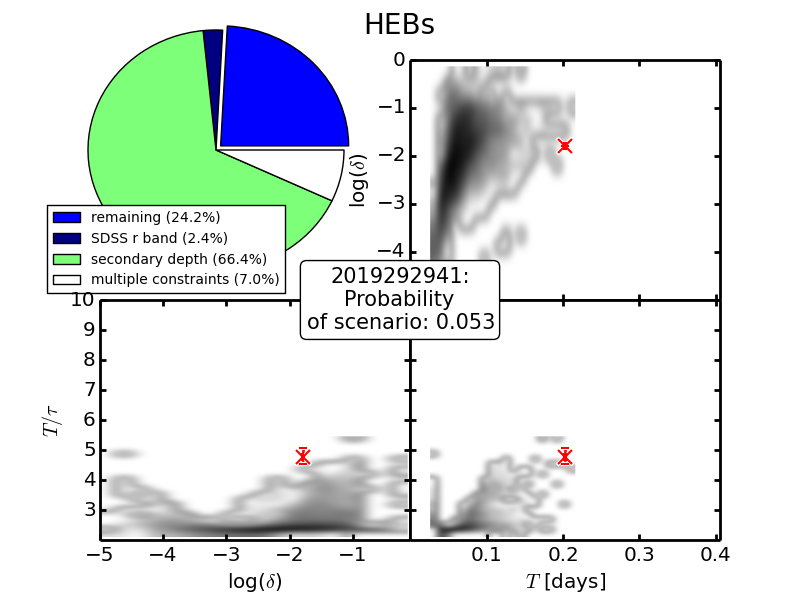 HEBs
remaining (24.2%)
SDSS r band (2.4%)
secondary depth (66.4%)
multiple constraints (7.0%)
log(δ)
0
−1
−2
−3
−4
2019292941:
Probability
of scenario: 0.053
T/τ
10
9
8
7
6
5
4
3
−5 −4 −3 −2 −1
log(δ)
0.1 0.2 0.3 0.4
T [days]